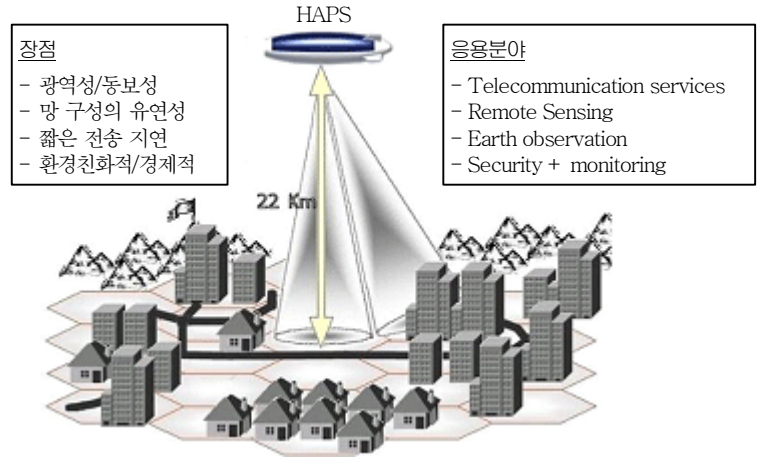 HAPS
장점
- 광역성/동보성
- 망 구성의 유연성
- 짧은 전송 지연
- 환경친화적/경제적
응용분야
- Telecommunication services
- Remote Sensing
- Earth observation
- Security + monitoring
22 Km